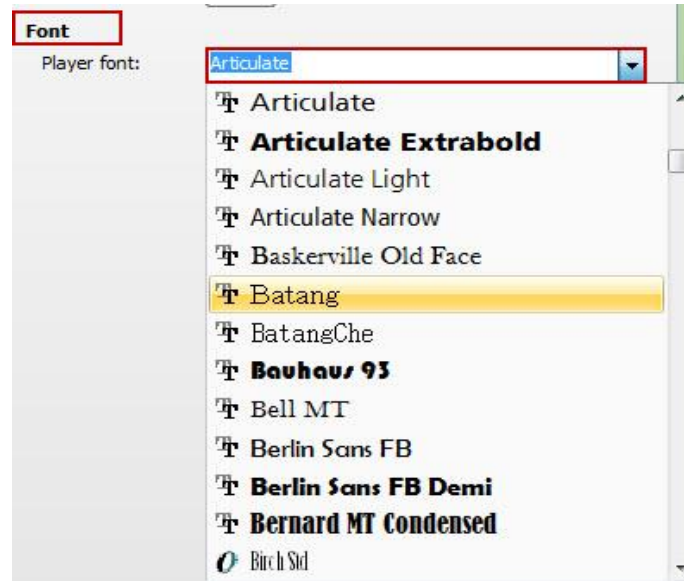 Font
Player font:
Articulate
Articulate
Articulate Extrabold
Articulate Light
Articulate Narrow
Baskerville Old Face
Batang
BatangChe
Bauhaus 93
Bell MT
Berlin Sans FB
Berlin Sans FB Demi
Bernard MT Condensed
Birch Std